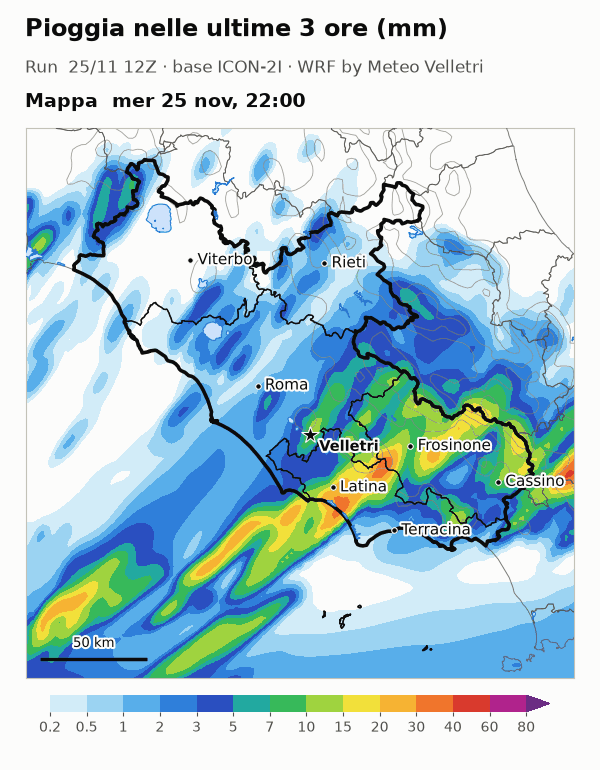 Pioggia nelle ultime 3 ore (mm)
Run 25/11 12Z · base ICON-2I · WRF by Meteo Velletri
Mappa mer 25 nov, 22:00
Viterbo
Rieti
Roma
Velletri
Frosinone
Latina
Cassino
Terracina
50 km
0.2 0.5 1 2 3 5 7 10 15 20 30 40 60 80